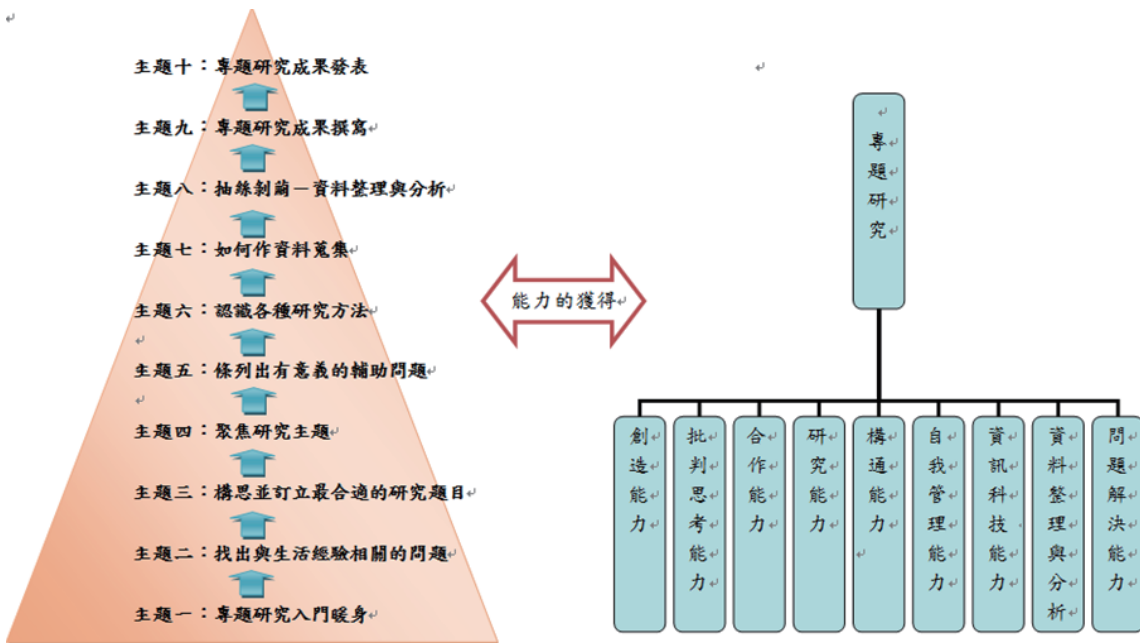 主題十：專題研究成果發表
主題九：專題研究成果撰寫
主題八：抽絲剝繭－資料整理與分析
主題七：如何作資料蒐集
主題六：認識各種研究方法
主題五：條列出有意義的輔助問題
主題四：聚焦研究主題
主題三：構思並訂立最合適的研究題目
主題二：找出與生活經驗相關的問題
主題一：專題研究入門暖身
能力的獲得
專題研究
創造能力
批判思考能力
合作能力
研究能力
構通能力
自我管理能力
資訊科技能力
資料整理與分析
問題解決能力